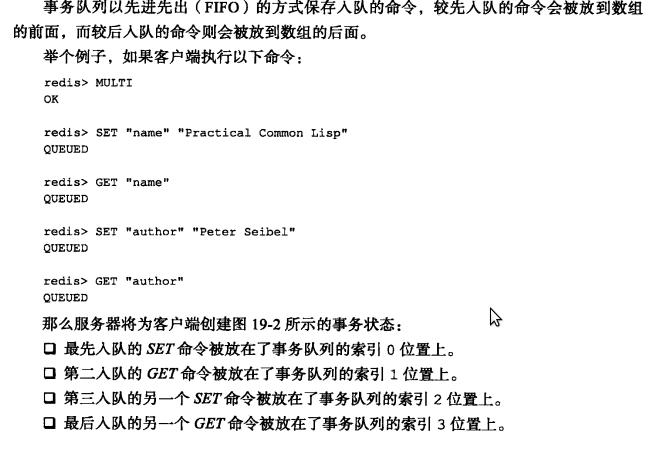 事务队列以先进先出（FIFO）的方式保存入队的命令，较先入队的命令会被放到数组
的前面，而较后入队的命令则会被放到数组的后面。
举个例子，如果客户端执行以下命令：
redis> MULTI
OK
redis> SET "name" "Practical Common Lisp"
QUEUED
redis> GET "name"
QUEUED
redis> SET "author" "Peter Seibel"
QUEUED
redis> GET "author"
QUEUED
那么服务器将为客户端创建图 19-2 所示的事务状态：
❏ 最先入队的 SET 命令被放在了事务队列的索引 0 位置上。
❏ 第二入队的 GET 命令被放在了事务队列的索引 1 位置上。
❏ 第三入队的另一个 SET 命令被放在了事务队列的索引 2 位置上。
❏ 最后入队的另一个 GET 命令被放在了事务队列的索引 3 位置上。